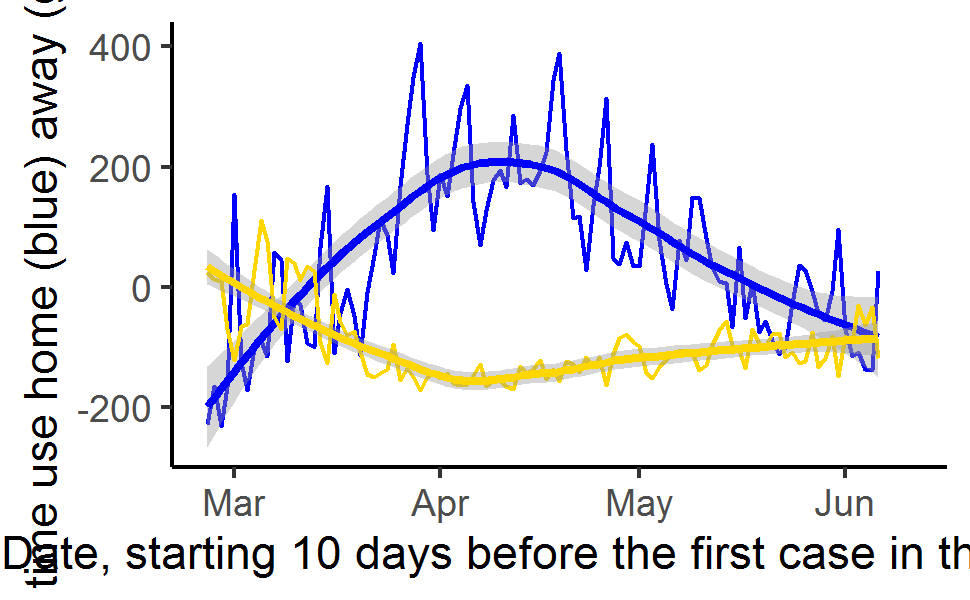 time use home (blue) away (
400
200
0
-200
Mar Apr May Jun
Date, starting 10 days before the first case in th